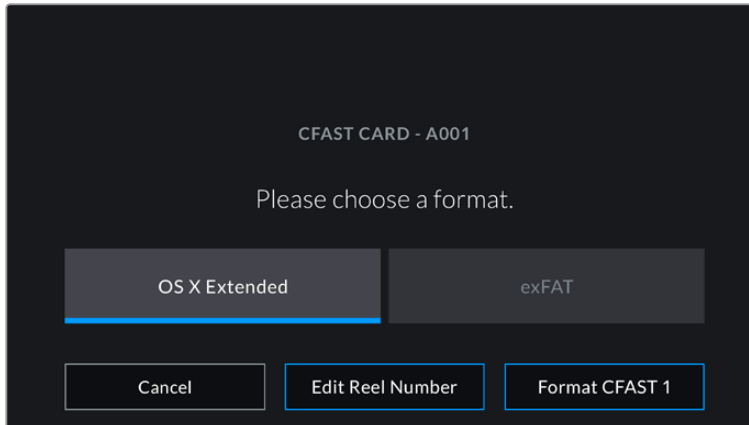 CFAST CARD - A001
Please choose a format.
OS X Extended
exFAT
Cancel
Edit Reel Number
Format CFAST 1